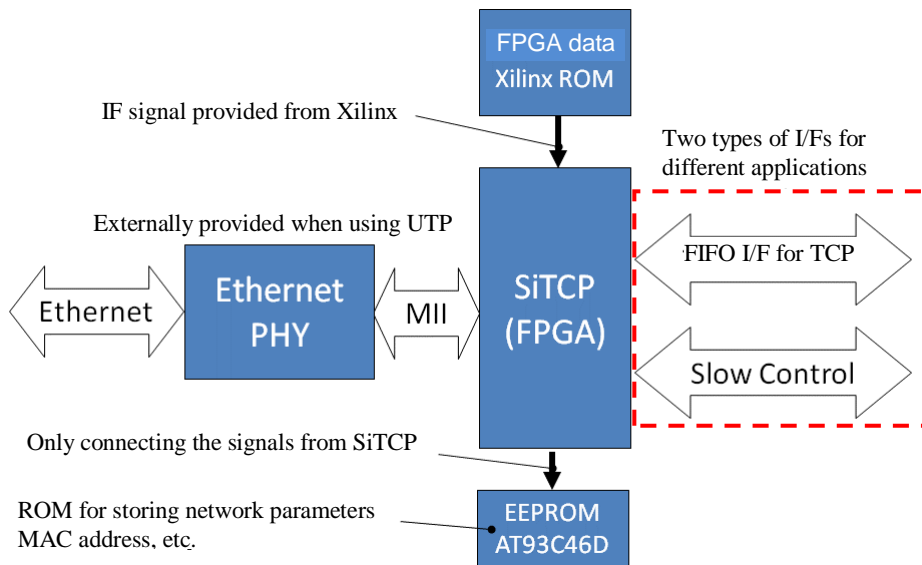 FPGA data
Xilinx ROM
IF signal provided from Xilinx
Two types of I/Fs for
different applications
Externally provided when using UTP
Ethernet
Ethernet
PHY
MII
SiTCP
(FPGA)
FIFO I/F for TCP
Slow Control
Only connecting the signals from SiTCP
ROM for storing network parameters
MAC address, etc.
EEPROM
AT93C46D